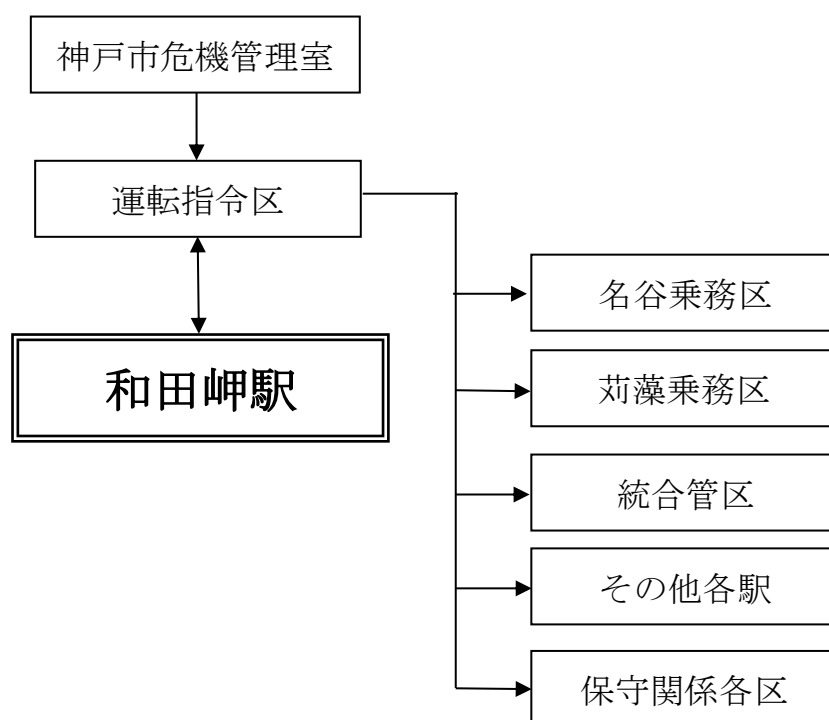 神戸市危機管理室
運転指令区
名谷乗務区
和田岬駅
苅藻乗務区
統合管区
その他各駅
保守関係各区